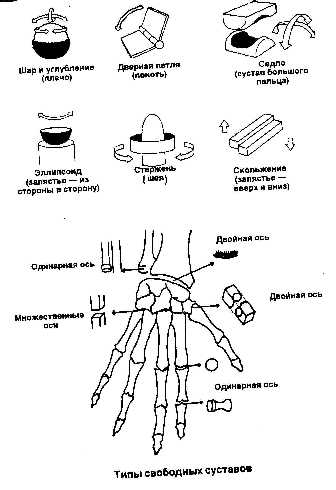 Шар и углубление
(плечо)
Дверная петля
(локоть)
Седло
(сустав большого
пальца)
Эллипсоид
(запястье — из
стороны в сторону)
Стержень
(шея)
Скольжение
(запястье —
вверх и вниз)
Двойная ось
Одинарная ось
Двойная ось
Множественные
оси
Одинарная ось
Типы свободных суставов